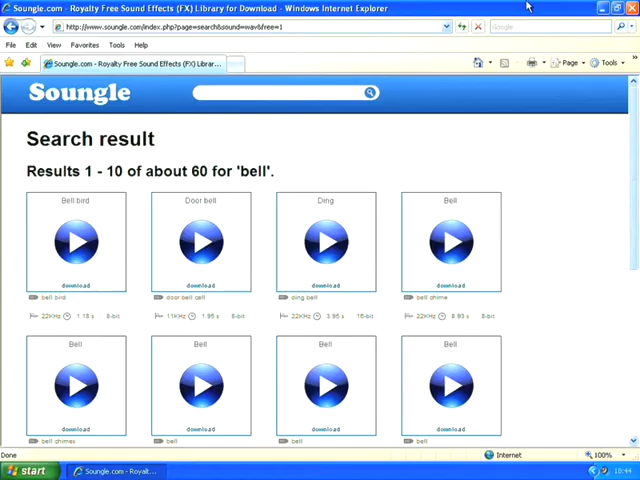 Soungle.com - Royalty Free Sound Effects (FX) Library for Download - Windows Internet Explorer
http://www.soungle.com/index.php?page=search&sound=wav&free=1
Google
File Edit View Favorites Tools Help
Soungle.com - Royalty Free Sound Effects (FX) Librar...
Page Tools
Soungle
Search result
Results 1 - 10 of about 60 for 'bell'.
Bell bird Door bell Ding Bell
download download download download
bell bird door bell call ding bell bell chime
22KHz 1.18 s 8-bit 11KHz 1.95 s 8-bit 22KHz 3.95 s 16-bit 22KHz 8.93 s 8-bit
Bell Bell Bell Bell
download download download download
bell chimes bell bell bell
Done Internet 100%
start Soungle.com - Royalt... 10:44